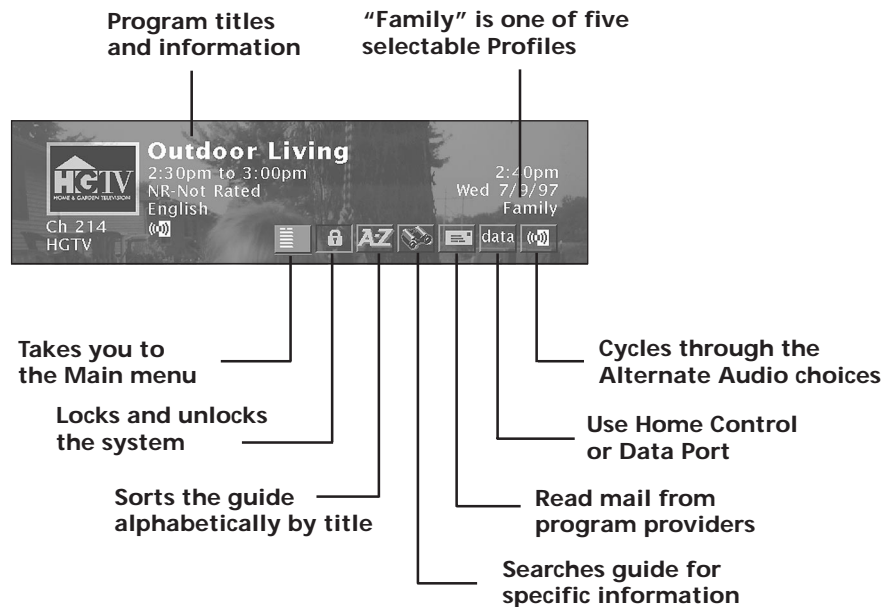 Program titles
and information
“Family” is one of five
selectable Profiles
HGTV
HOME & GARDEN TELEVISION
Outdoor Living
2:30pm to 3:00pm
NR-Not Rated
English
Ch 214
HGTV
2:40pm
Wed 7/9/97
Family
A-Z
data
Takes you to
the Main menu
Locks and unlocks
the system
Sorts the guide
alphabetically by title
Cycles through the
Alternate Audio choices
Use Home Control
or Data Port
Read mail from
program providers
Searches guide for
specific information